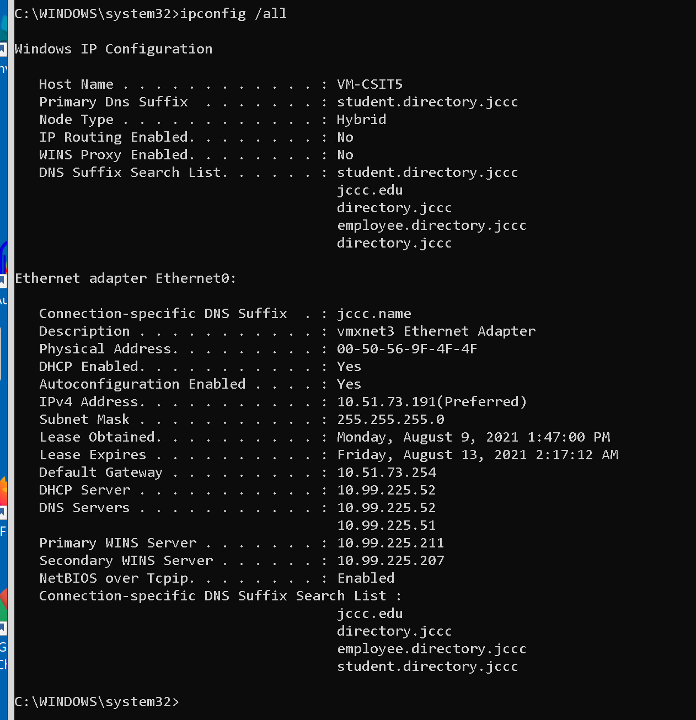 C:\WINDOWS\system32>ipconfig /all
Windows IP Configuration
Host Name . . . . . . . . . . . . : VM-CSIT5
Primary Dns Suffix  . . . . . . . : student.directory.jccc
Node Type . . . . . . . . . . . . : Hybrid
IP Routing Enabled. . . . . . . . : No
WINS Proxy Enabled. . . . . . . . : No
DNS Suffix Search List. . . . . . : student.directory.jccc
jccc.edu
directory.jccc
employee.directory.jccc
directory.jccc
Ethernet adapter Ethernet0:
Connection-specific DNS Suffix  . : jccc.name
Description . . . . . . . . . . . : vmxnet3 Ethernet Adapter
Physical Address. . . . . . . . . : 00-50-56-9F-4F-4F
DHCP Enabled. . . . . . . . . . . : Yes
Autoconfiguration Enabled . . . . : Yes
IPv4 Address. . . . . . . . . . . : 10.51.73.191(Preferred)
Subnet Mask . . . . . . . . . . . : 255.255.255.0
Lease Obtained. . . . . . . . . . : Monday, August 9, 2021 1:47:00 PM
Lease Expires . . . . . . . . . . : Friday, August 13, 2021 2:17:12 AM
Default Gateway . . . . . . . . . : 10.51.73.254
DHCP Server . . . . . . . . . . . : 10.99.225.52
DNS Servers . . . . . . . . . . . : 10.99.225.52
10.99.225.51
Primary WINS Server . . . . . . . : 10.99.225.211
Secondary WINS Server . . . . . . : 10.99.225.207
NetBIOS over Tcpip. . . . . . . . : Enabled
Connection-specific DNS Suffix Search List :
jccc.edu
directory.jccc
employee.directory.jccc
student.directory.jccc
C:\WINDOWS\system32>